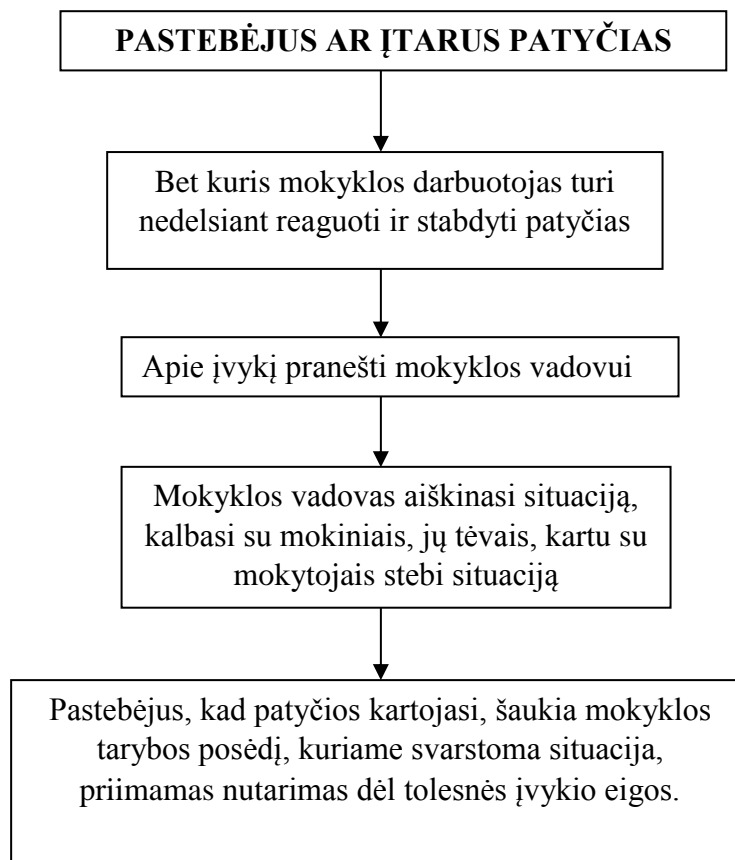 PASTEBĖJUS AR ĮTARUS PATYČIAS
Bet kuris mokyklos darbuotojas turi
nedelsiant reaguoti ir stabdyti patyčias
Apie įvykį pranešti mokyklos vadovui
Mokyklos vadovas aiškinasi situaciją,
kalbasi su mokiniais, jų tėvais, kartu su
mokytojais stebi situaciją
Pastebėjus, kad patyčios kartojasi, šaukia mokyklos
tarybos posėdį, kuriame svarstoma situacija,
priimamas nutarimas dėl tolesnės įvykio eigos.